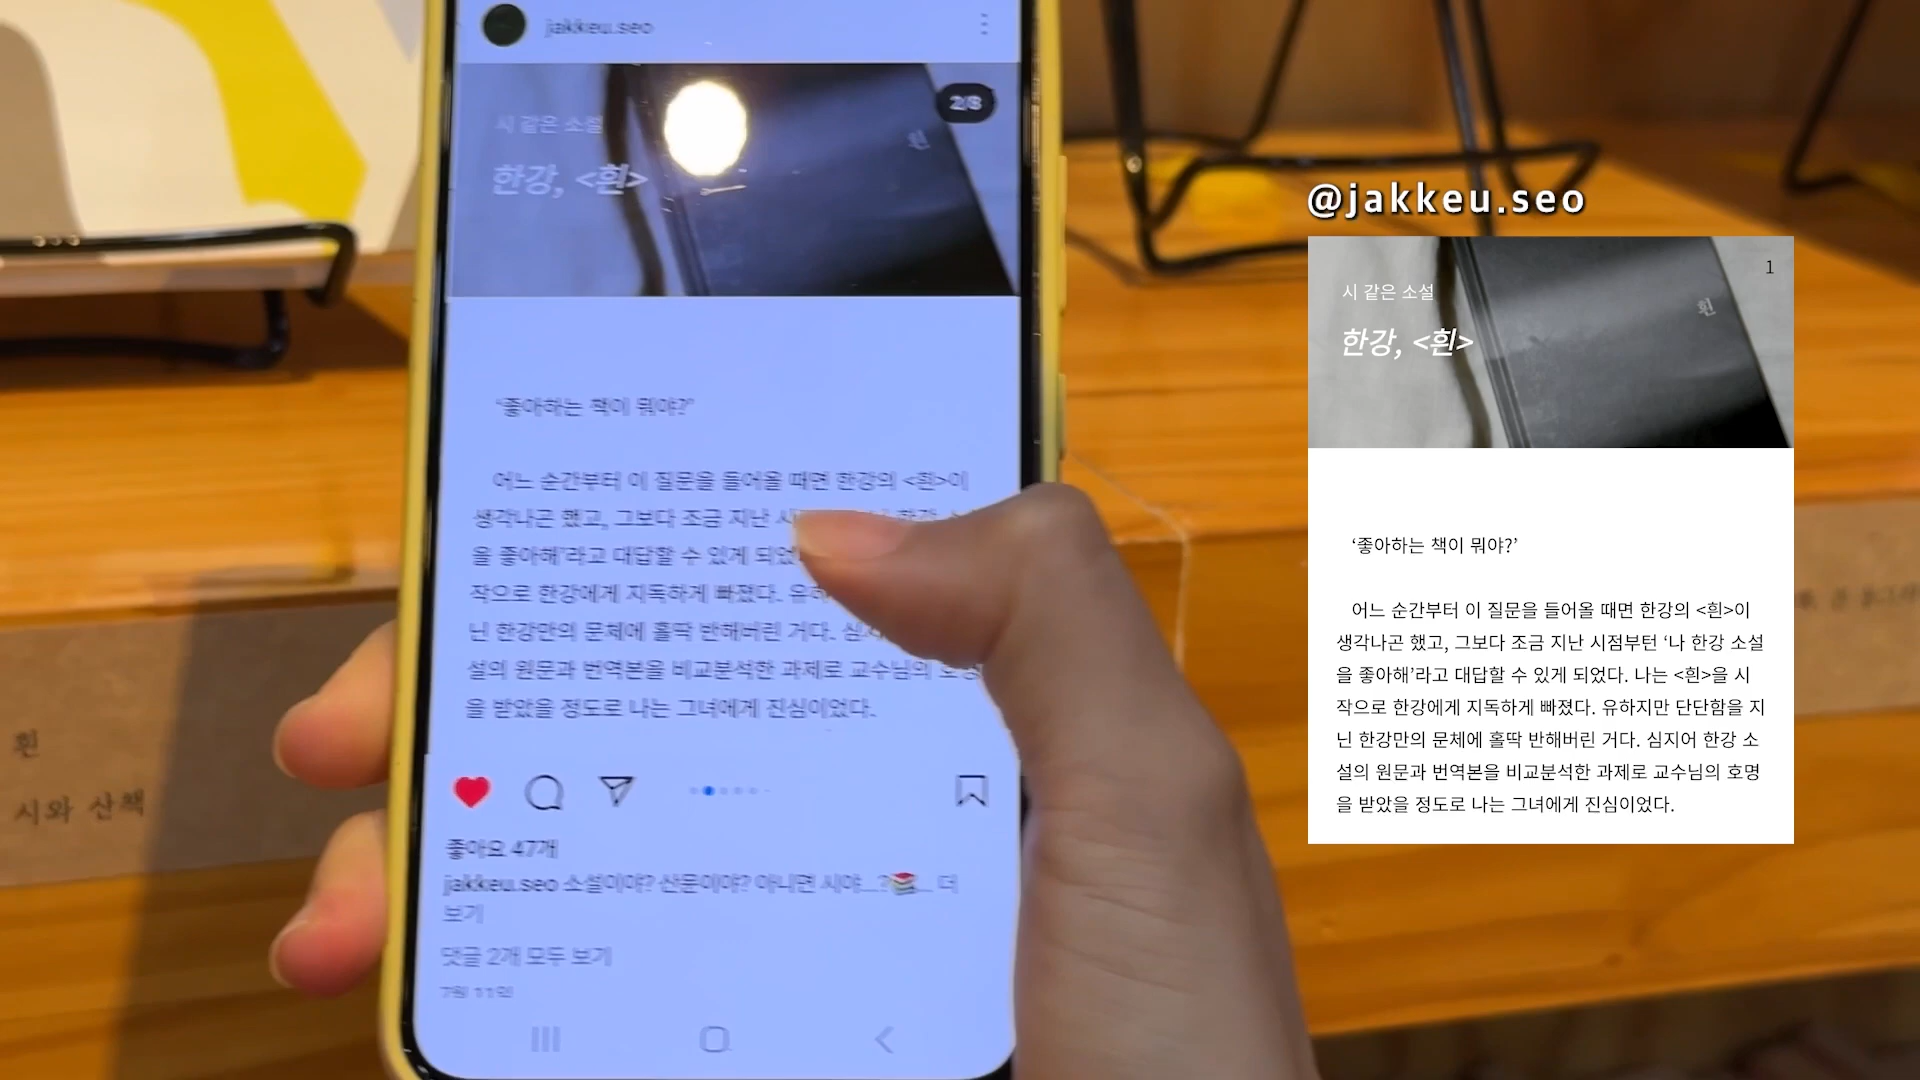 jakkeu.seo
2/8
시 같은 소설
한강, <흰>
흰
‘좋아하는 책이 뭐야?’
어느 순간부터 이 질문을 들어올 때면 한강의 <흰>이
생각나곤 했고, 그보다 조금 지난 시 한강
을 좋아해’라고 대답할 수 있게 되었
작으로 한강에게 지독하게 빠졌다. 유하
닌 한강만의 문체에 홀딱 반해버린 거다. 심지
설의 원문과 번역본을 비교분석한 과제로 교수님의 호명
을 받았을 정도로 나는 그녀에게 진심이었다.
좋아요 47개
jakkeu.seo 소설이야? 산문이야? 아니면 시야...?... 더
보기
댓글 2개 모두 보기
7월 11일
흰
시와 산책
@jakkeu.seo
1
시 같은 소설
한강, <흰>
흰
‘좋아하는 책이 뭐야?’
어느 순간부터 이 질문을 들어올 때면 한강의 <흰>이
생각나곤 했고, 그보다 조금 지난 시점부턴 ‘나 한강 소설
을 좋아해’라고 대답할 수 있게 되었다. 나는 <흰>을 시
작으로 한강에게 지독하게 빠졌다. 유하지만 단단함을 지
닌 한강만의 문체에 홀딱 반해버린 거다. 심지어 한강 소
설의 원문과 번역본을 비교분석한 과제로 교수님의 호명
을 받았을 정도로 나는 그녀에게 진심이었다.